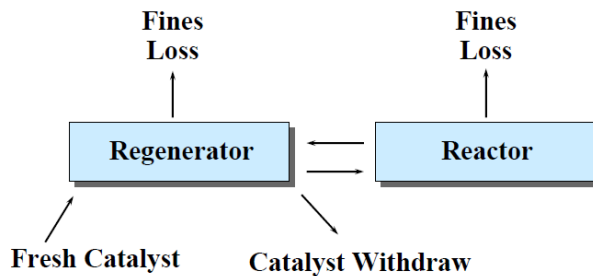 Fines
Loss
Fines
Loss
Regenerator
Reactor
Fresh Catalyst
Catalyst Withdraw